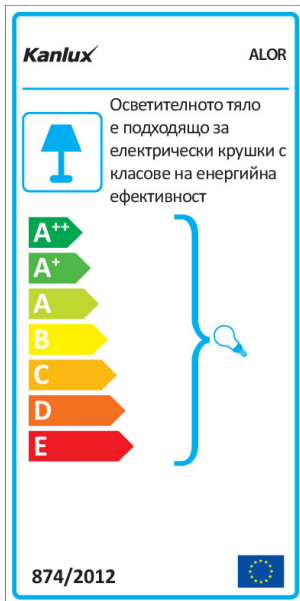 Kanlux
ALOR
Осветителното тяло
е подходящо за
електрически крушки с
класове на енергийна
ефективност
A++
A+
A
B
C
D
E
874/2012